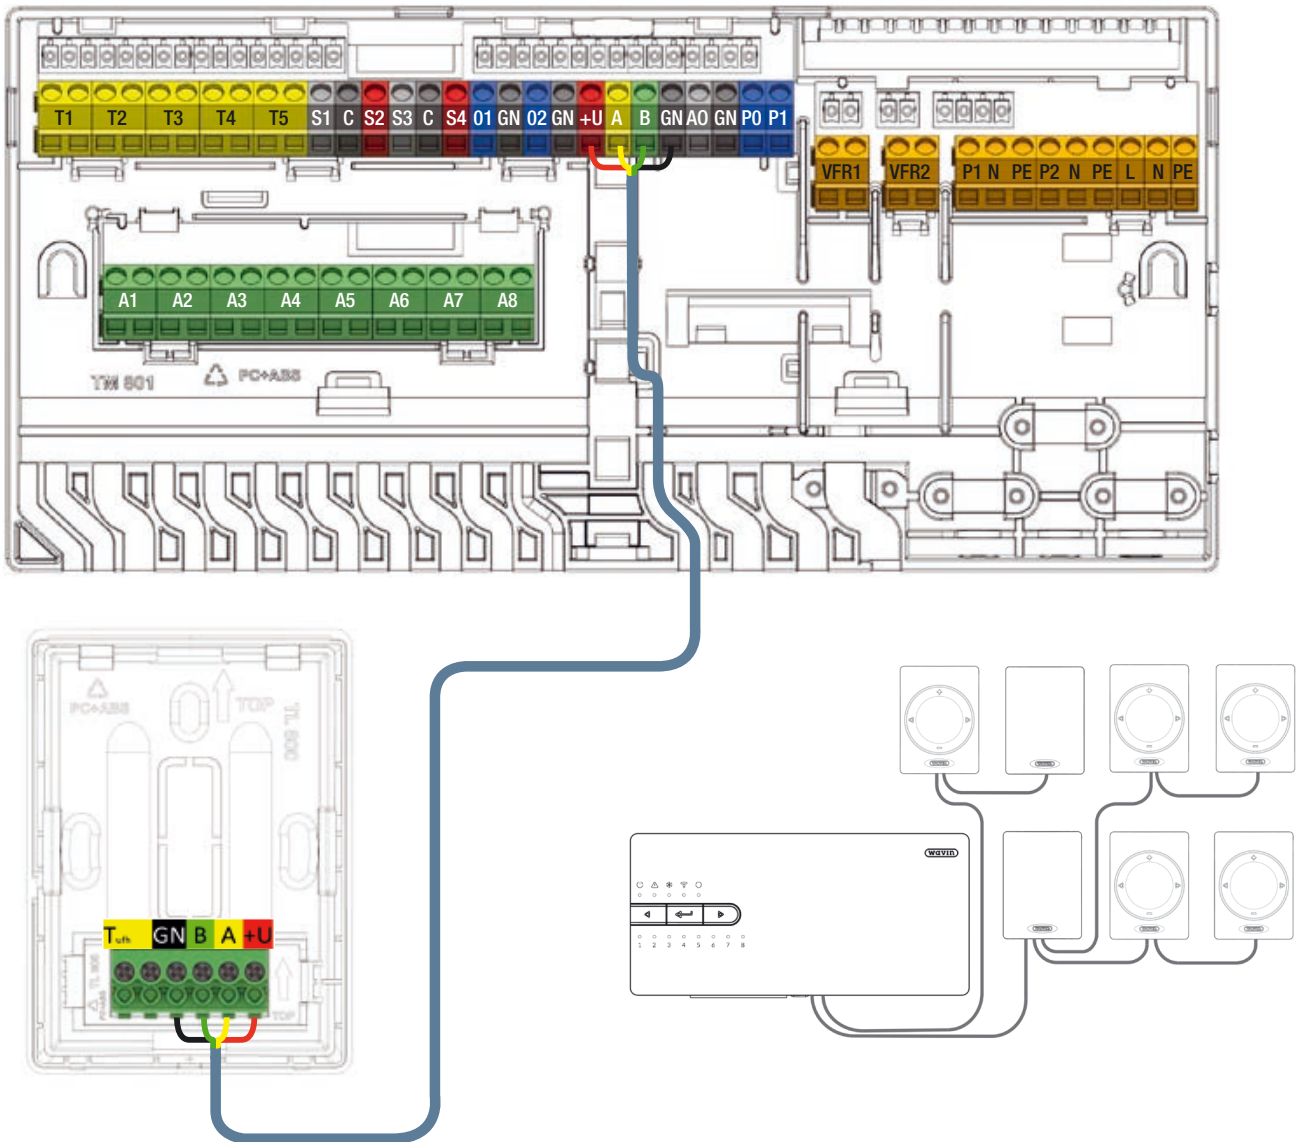 T1 T2 T3 T4 T5 S1 C S2 S3 C S4 01 GN 02 GN +U A B GN A0 GN P0 P1
VFR1 VFR2 P1 N PE P2 N PE L N PE
A1 A2 A3 A4 A5 A6 A7 A8
TM 801 PC+ABS
PC+ABS TOP
TL 800
wavin
1 2 3 4 5 6 7 8
Tufh GN B A +U
TOP